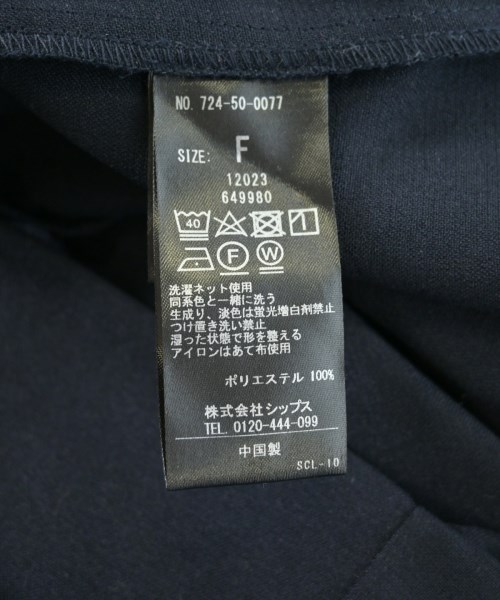 NO. 724-50-0077
SIZE: F
12023
649980
40
F W
洗濯ネット使用
同系色と一緒に洗う
生成り、淡色は蛍光増白剤禁止
つけ置き洗い禁止
湿った状態で形を整える
アイロンはあて布使用
ポリエステル 100%
株式会社シップス
TEL. 0120-444-099
中国製
SCL-10